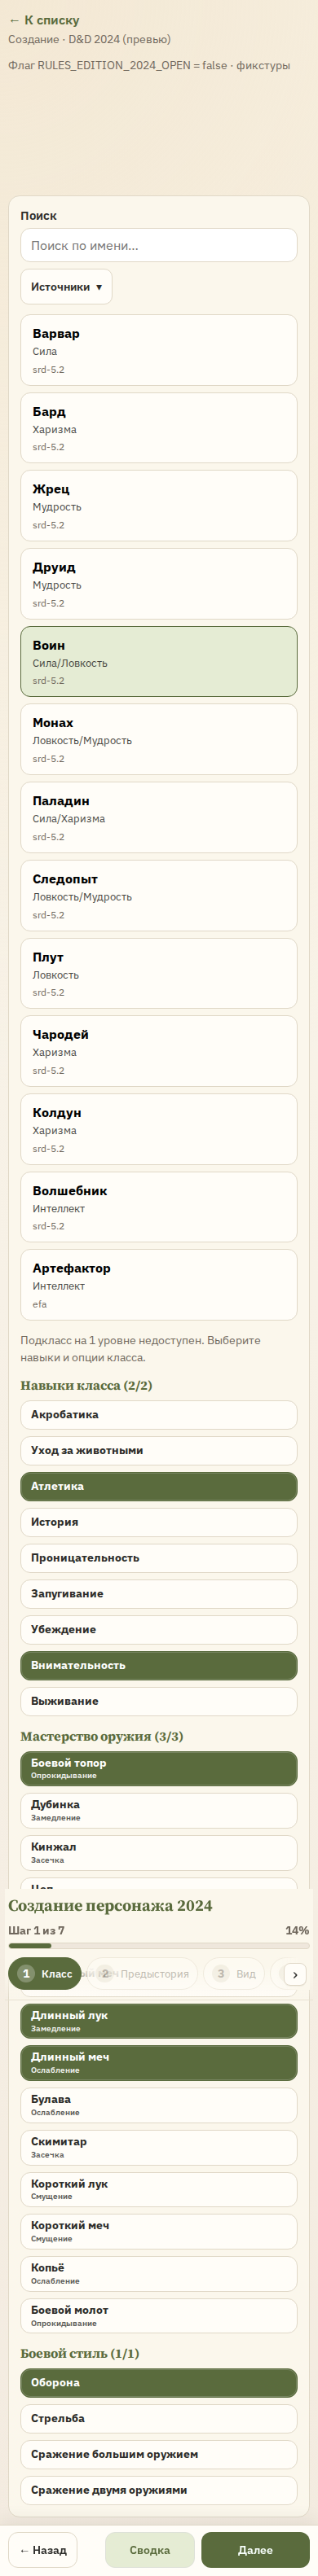 ← К списку
Создание · D&D 2024 (превью)
Флаг RULES_EDITION_2024_OPEN = false · фикстуры
Поиск
Поиск по имени...
Источники ▾
Варвар
Сила
srd-5.2
Бард
Харизма
srd-5.2
Жрец
Мудрость
srd-5.2
Друид
Мудрость
srd-5.2
Воин
Сила/Ловкость
srd-5.2
Монах
Ловкость/Мудрость
srd-5.2
Паладин
Сила/Харизма
srd-5.2
Следопыт
Ловкость/Мудрость
srd-5.2
Плут
Ловкость
srd-5.2
Чародей
Харизма
srd-5.2
Колдун
Харизма
srd-5.2
Волшебник
Интеллект
srd-5.2
Артефактор
Интеллект
efa
Подкласс на 1 уровне недоступен. Выберите
навыки и опции класса.
Навыки класса (2/2)
Акробатика
Уход за животными
Атлетика
История
Проницательность
Запугивание
Убеждение
Внимательность
Выживание
Мастерство оружия (3/3)
Боевой топор
Опрокидывание
Дубинка
Замедление
Кинжал
Засечка
Создание персонажа 2024
Шаг 1 из 7 14%
1 Класс 2 Предыстория 3 Вид ›
Длинный лук
Замедление
Длинный меч
Ослабление
Булава
Ослабление
Скимитар
Засечка
Короткий лук
Смущение
Короткий меч
Смущение
Копьё
Ослабление
Боевой молот
Опрокидывание
Боевой стиль (1/1)
Оборона
Стрельба
Сражение большим оружием
Сражение двумя оружиями
← Назад Сводка Далее